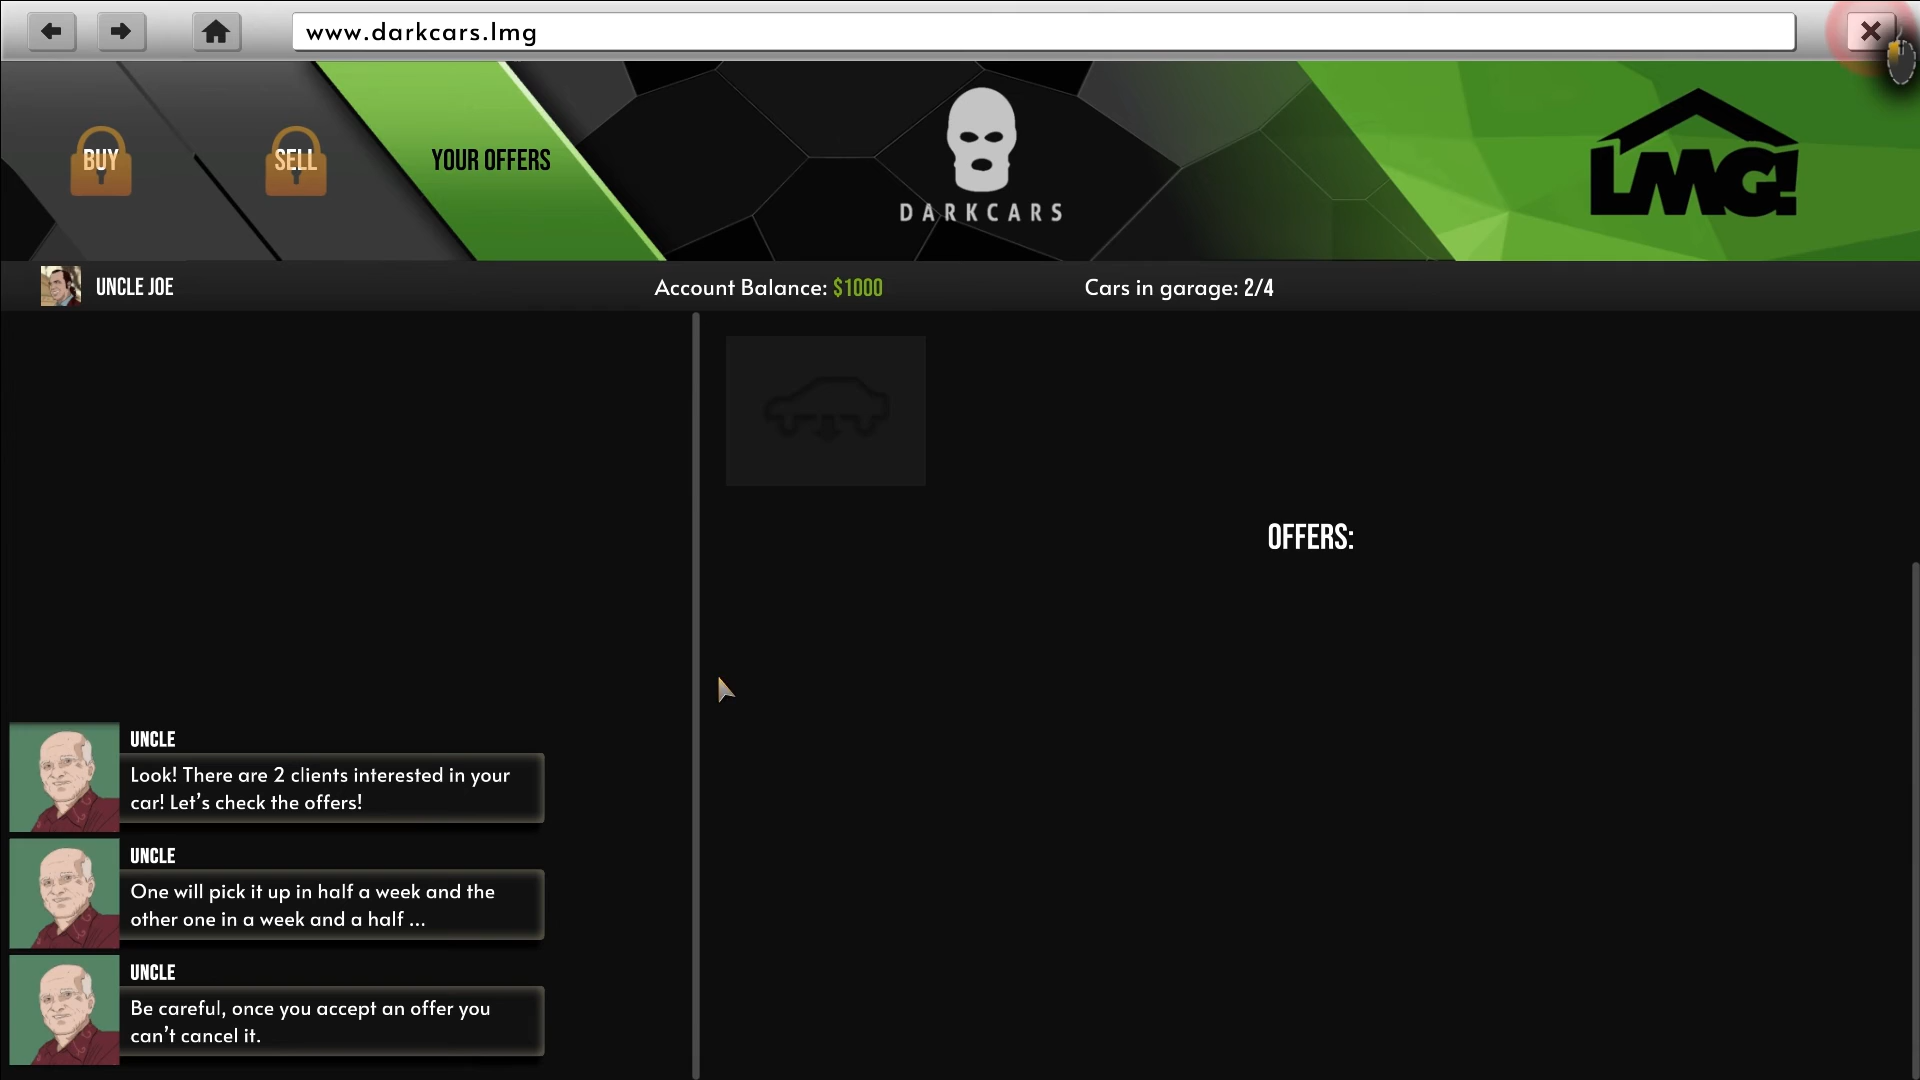 www.darkcars.lmg
BUY
SELL
YOUR OFFERS
DARKCARS
LMG!
UNCLE JOE
Account Balance: $1000
Cars in garage: 2/4
OFFERS:
UNCLE
Look! There are 2 clients interested in your
car! Let's check the offers!
UNCLE
One will pick it up in half a week and the
other one in a week and a half ...
UNCLE
Be careful, once you accept an offer you
can't cancel it.